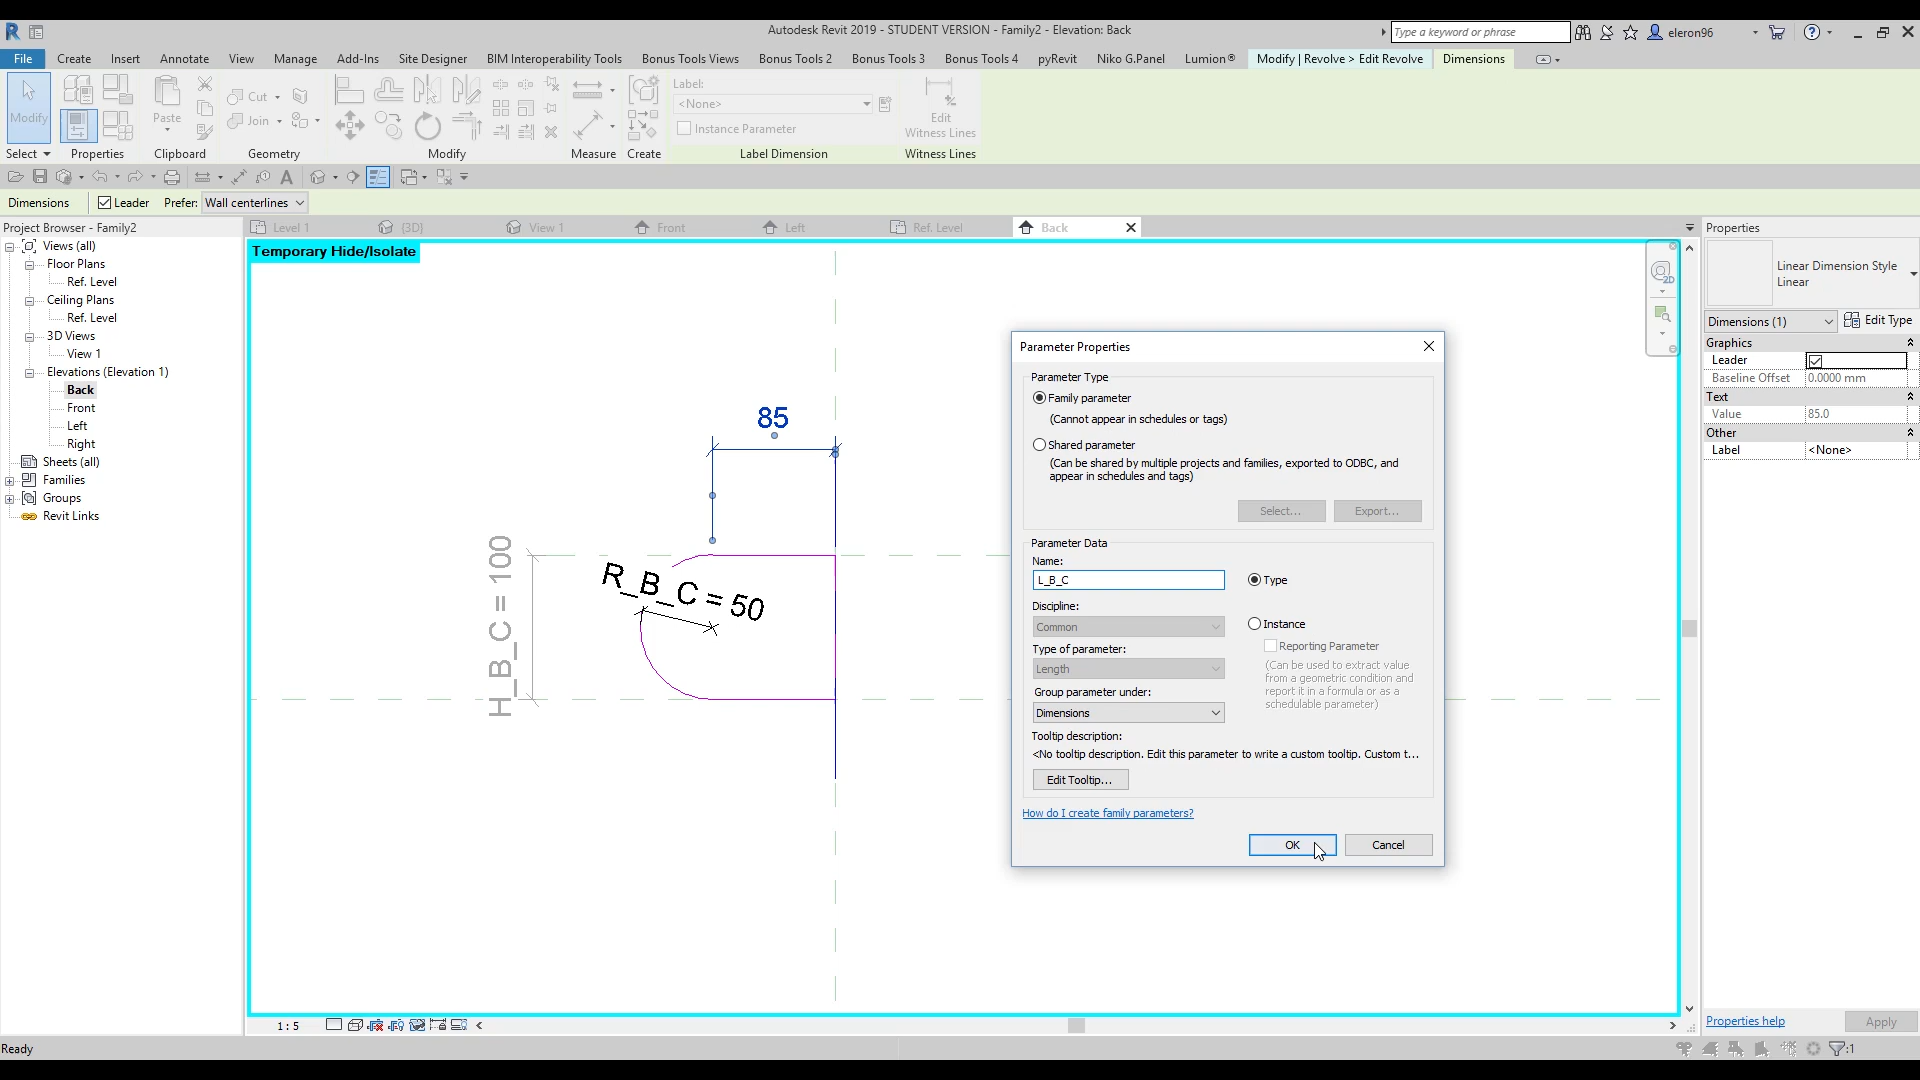 Autodesk Revit 2019 - STUDENT VERSION - Family2 - Elevation: Back
Type a keyword or phrase
eleron96
File Create Insert Annotate View Manage Add-Ins Site Designer BIM Interoperability Tools Bonus Tools Views Bonus Tools 2 Bonus Tools 3 Bonus Tools 4 pyRevit Niko G.Panel Lumion® Modify | Revolve > Edit Revolve Dimensions
Modify
Paste
Cut
Join
Label:
<None>
Instance Parameter
Edit
Witness Lines
Select Properties Clipboard Geometry Modify Measure Create Label Dimension Witness Lines
Dimensions Leader Prefer: Wall centerlines
Project Browser - Family2
Views (all)
Floor Plans
Ref. Level
Ceiling Plans
Ref. Level
3D Views
View 1
Elevations (Elevation 1)
Back
Front
Left
Right
Sheets (all)
Families
Groups
Revit Links
Level 1 {3D} View 1 Front Left Ref. Level Back
Temporary Hide/Isolate
2D
85
R_B_C = 50
H_B_C = 100
Parameter Properties
Parameter Type
Family parameter
(Cannot appear in schedules or tags)
Shared parameter
(Can be shared by multiple projects and families, exported to ODBC, and
appear in schedules and tags)
Select... Export...
Parameter Data
Name:
L_B_C
Type
Discipline:
Common
Instance
Reporting Parameter
(Can be used to extract value
from a geometric condition and
report it in a formula or as a
schedulable parameter)
Type of parameter:
Length
Group parameter under:
Dimensions
Tooltip description:
<No tooltip description. Edit this parameter to write a custom tooltip. Custom t...
Edit Tooltip...
How do I create family parameters?
OK Cancel
Properties
Linear Dimension Style
Linear
Dimensions (1) Edit Type
Graphics
Leader
Baseline Offset 0.0000 mm
Text
Value 85.0
Other
Label <None>
Properties help Apply
1 : 5
Ready
:1